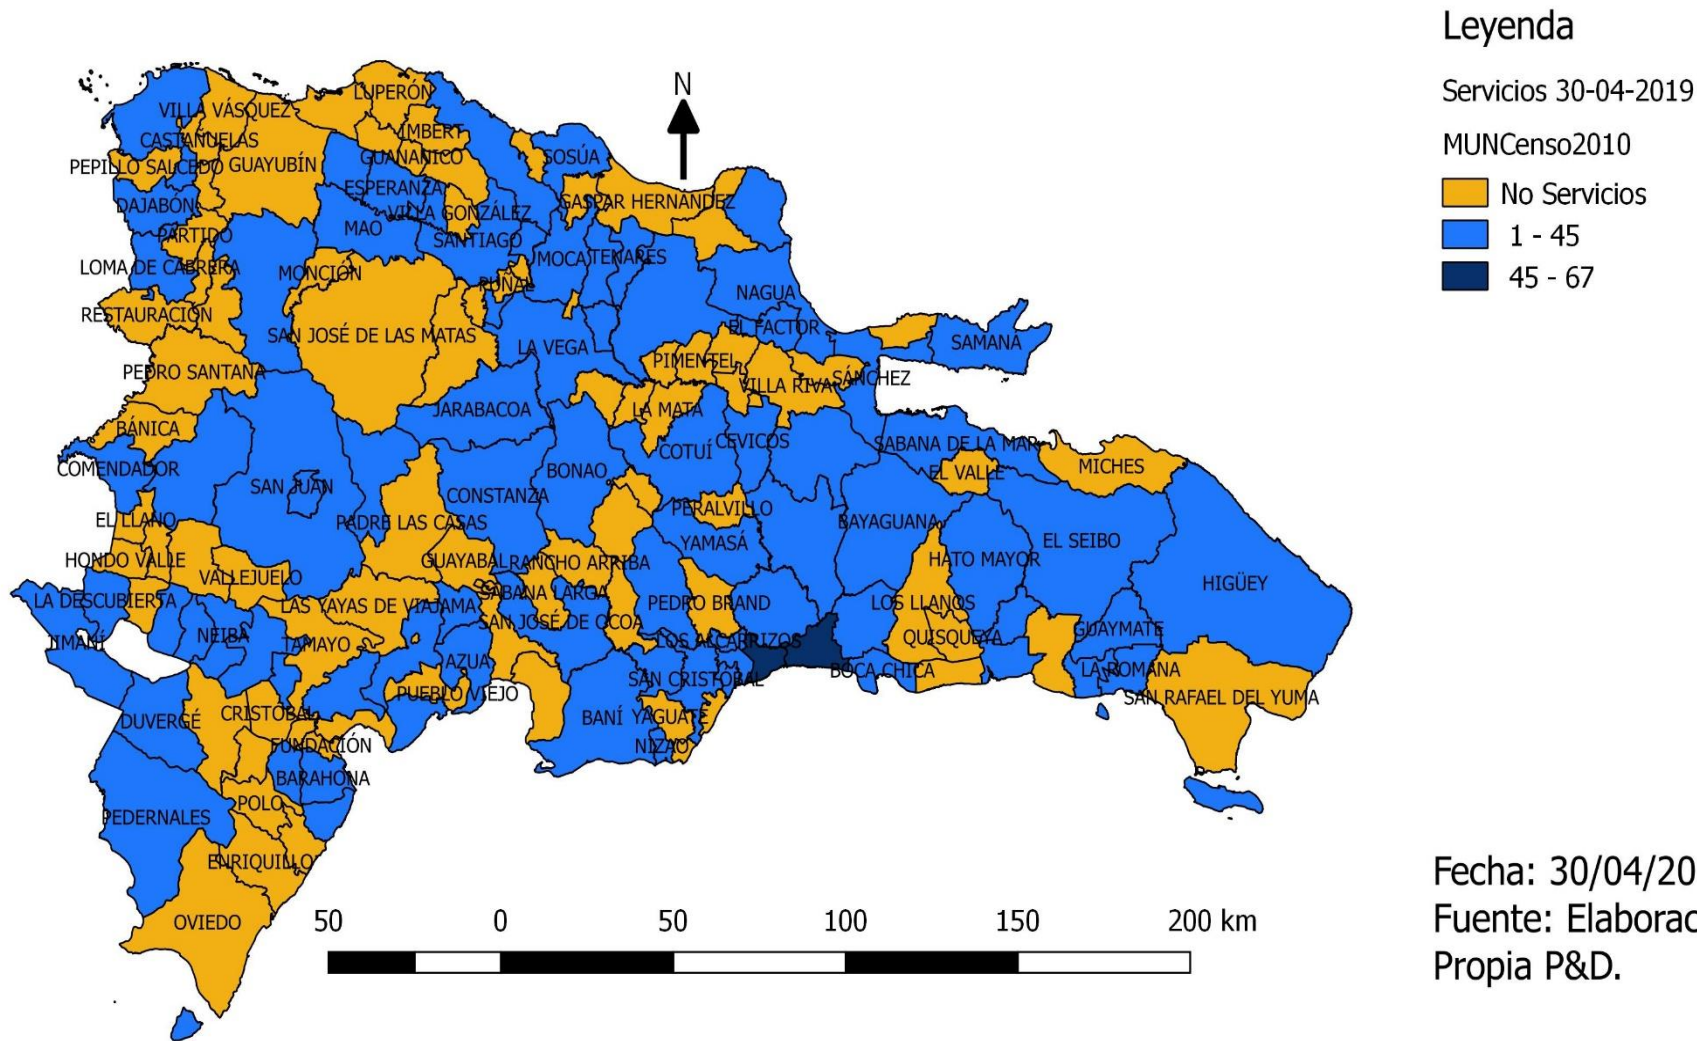 Leyenda
Servicios 30-04-2019
MUNCenso2010
No Servicios
1 - 45
45 - 67
N
LUPERÓN
VILLA VÁSQUEZ
IMBERT
CASTAÑUELAS
GUANANICO
SOSÚA
PEPILLO SALCEDO
GUAYUBÍN
ESPERANZA
GASPAR HERNÁNDEZ
DAJABÓN
VILLA GONZÁLEZ
MAO
PARTIDO
SANTIAGO
MOCA
TENARES
LOMA DE CABRERA
MONCIÓN
PUÑAL
NAGUA
RESTAURACIÓN
SAN JOSÉ DE LAS MATAS
EL FACTOR
LA VEGA
SAMANÁ
PEDRO SANTANA
PIMENTEL
VILLA RIVA
SÁNCHEZ
JARABACOA
LA MATA
BÁNICA
CEVICOS
SABANA DE LA MAR
COTUÍ
COMENDADOR
BONAO
EL VALLE
MICHES
SAN JUAN
CONSTANZA
PERALVILLO
EL LLANO
PADRE LAS CASAS
BAYAGUANA
YAMASÁ
EL SEIBO
HONDO VALLE
GUAYABAL
RANCHO ARRIBA
HATO MAYOR
VALLEJUELO
HIGÜEY
LA DESCUBIERTA
LAS YAYAS DE VIAJAMA
SABANA LARGA
PEDRO BRAND
LOS LLANOS
NEIBA
SAN JOSÉ DE OCOA
GUAYMATE
JIMANÍ
TAMAYO
LOS ALCARRIZOS
QUISQUEYA
AZUA
SAN CRISTÓBAL
BOCA CHICA
LA ROMANA
PUEBLO VIEJO
SAN RAFAEL DEL YUMA
DUVERGÉ
CRISTÓBAL
BANÍ
YAGUATE
FUNDACIÓN
NIZAO
BARAHONA
POLO
PEDERNALES
ENRIQUILLO
OVIEDO
50 0 50 100 150 200 km
Fecha: 30/04/20
Fuente: Elaborac
Propia P&D.